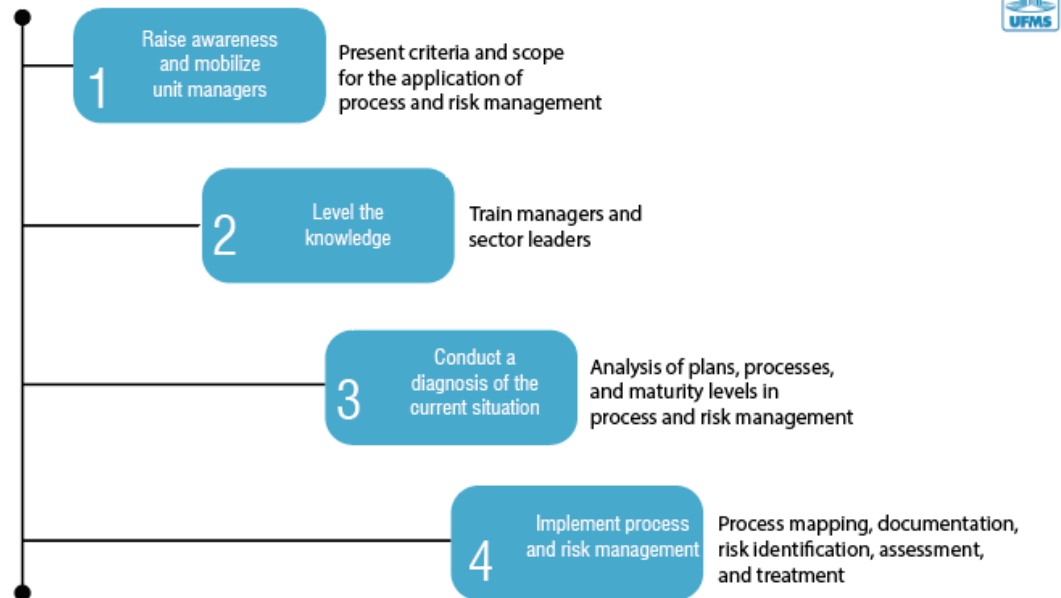 UFMS
1
Raise awareness
and mobilize
unit managers
Present criteria and scope
for the application of
process and risk management
2
Level the
knowledge
Train managers and
sector leaders
3
Conduct a
diagnosis of the
current situation
Analysis of plans, processes,
and maturity levels in
process and risk management
4
Implement process
and risk management
Process mapping, documentation,
risk identification, assessment,
and treatment